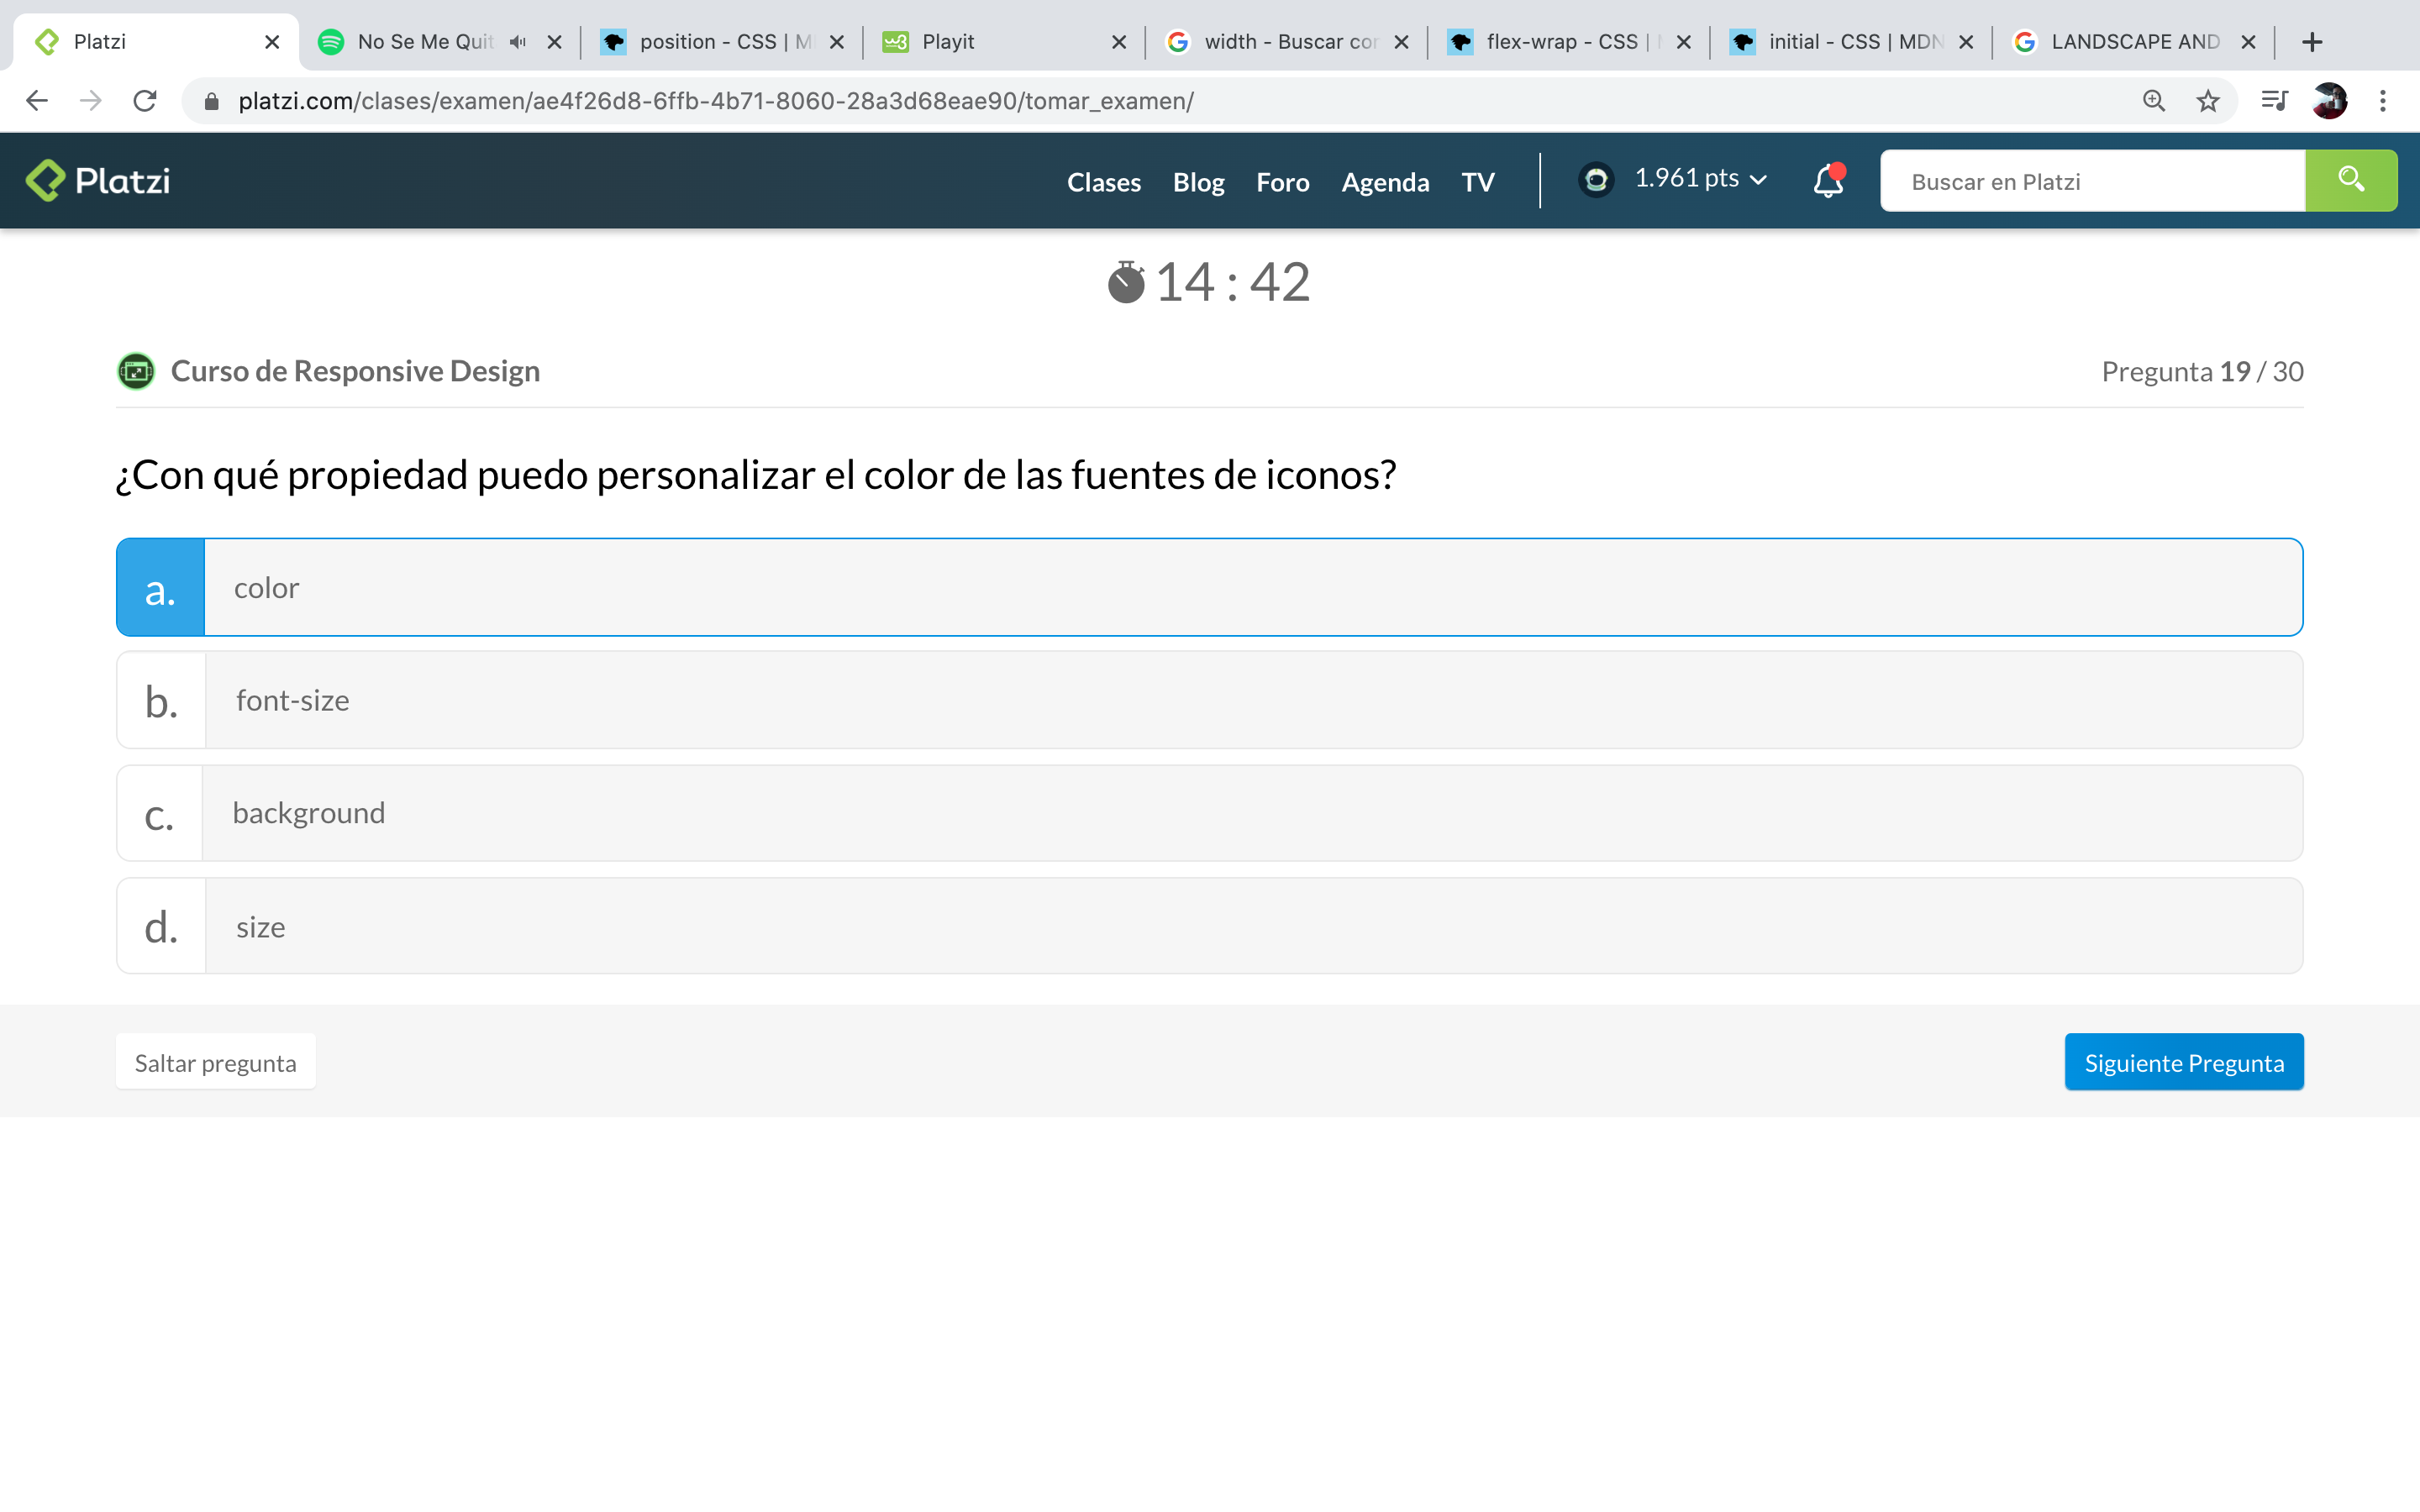 Platzi
No Se Me Quit
position - CSS | M
Playit
width - Buscar con
flex-wrap - CSS |
initial - CSS | MDN
LANDSCAPE AND
platzi.com/clases/examen/ae4f26d8-6ffb-4b71-8060-28a3d68eae90/tomar_examen/
Platzi
Clases
Blog
Foro
Agenda
TV
1.961 pts
Buscar en Platzi
14 : 42
Curso de Responsive Design
Pregunta 19 / 30
¿Con qué propiedad puedo personalizar el color de las fuentes de iconos?
a. color
b. font-size
c. background
d. size
Saltar pregunta
Siguiente Pregunta